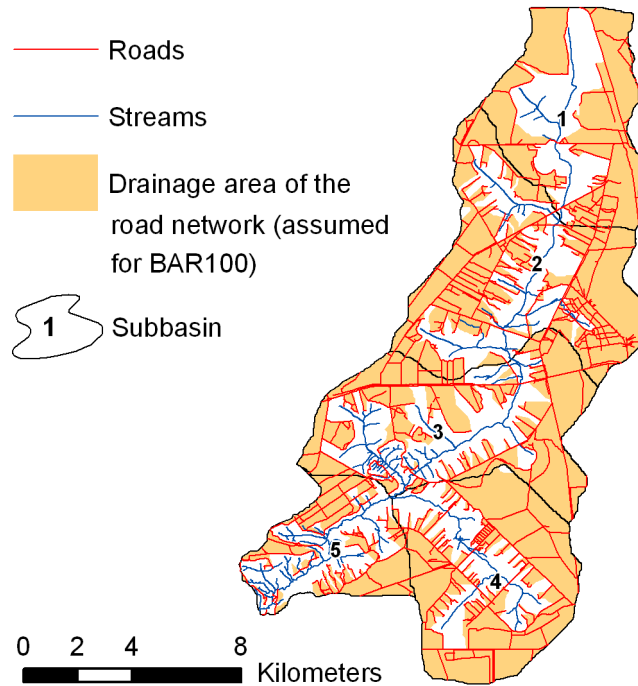 Roads
Streams
Drainage area of the
road network (assumed
for BAR100)
1 Subbasin
1
2
3
4
5
0 2 4 8
Kilometers